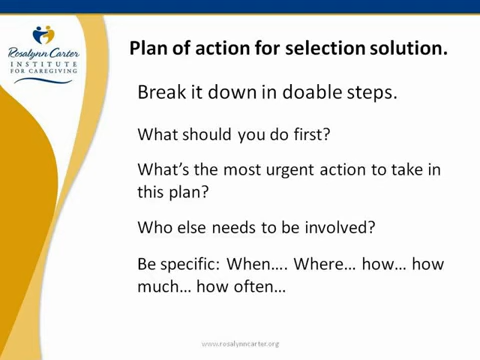 Rosalynn Carter
INSTITUTE
FOR CAREGIVING
Plan of action for selection solution.
Break it down in doable steps.
What should you do first?
What's the most urgent action to take in
this plan?
Who else needs to be involved?
Be specific: When…. Where… how… how
much… how often…
www.rosalynncarter.org